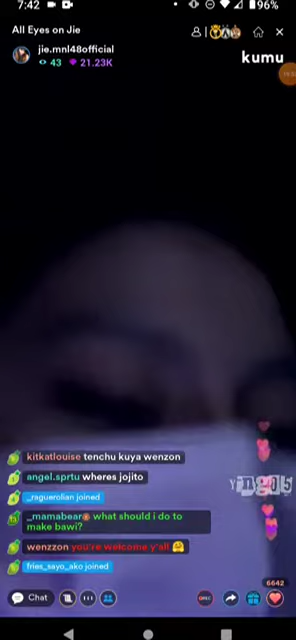 7:42
96%
All Eyes on Jie
jie.mnl48official
43 21.23K
kumu
kitkatlouise tenchu kuya wenzon
angel.sprtu wheres jojito
_raguerolian joined
_mamabear what should i do to
make bawi?
wenzzon you're welcome y'all
fries_sayo_ako joined
6642
Chat